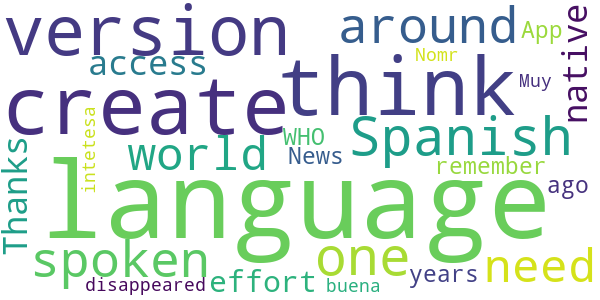 version
around
App
native
access
Nomr
create
think
Muy
intetesa
WHO
Spanish
Thanks
world
News
remember
language
ago
spoken
one
need
disappeared
effort
buena
years